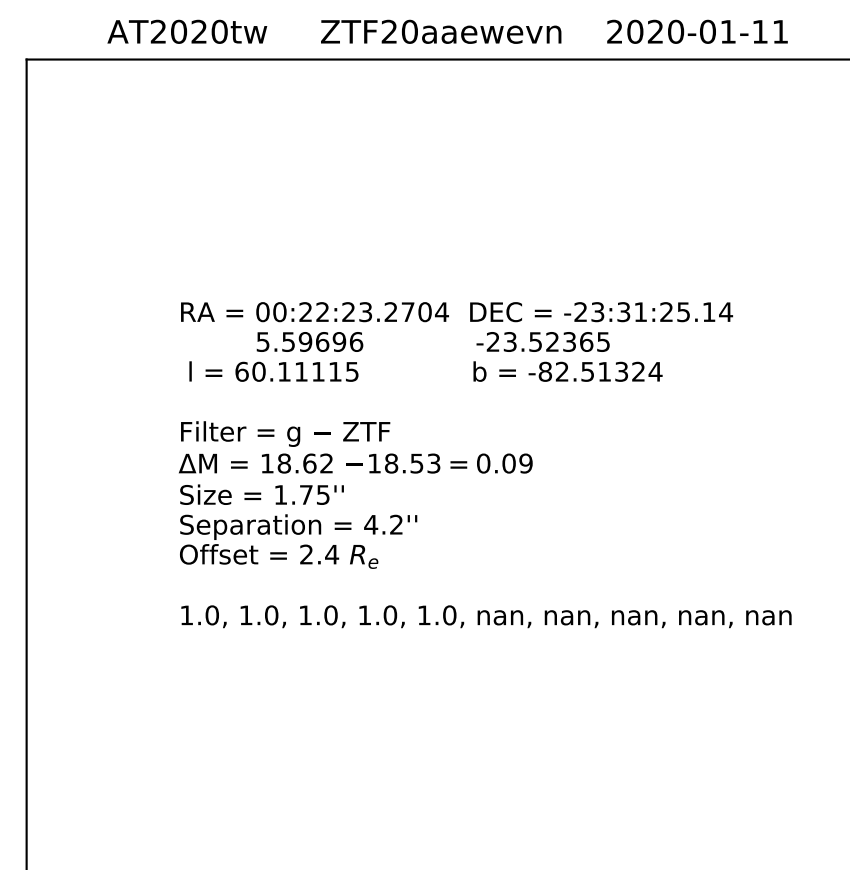 AT2020tw ZTF20aaewevn 2020-01-11
RA = 00:22:23.2704 DEC = -23:31:25.14
5.59696 -23.52365
l = 60.11115 b = -82.51324
Filter = g − ZTF
ΔM = 18.62 −18.53 = 0.09
Size = 1.75''
Separation = 4.2''
Offset = 2.4 Re
1.0, 1.0, 1.0, 1.0, 1.0, nan, nan, nan, nan, nan